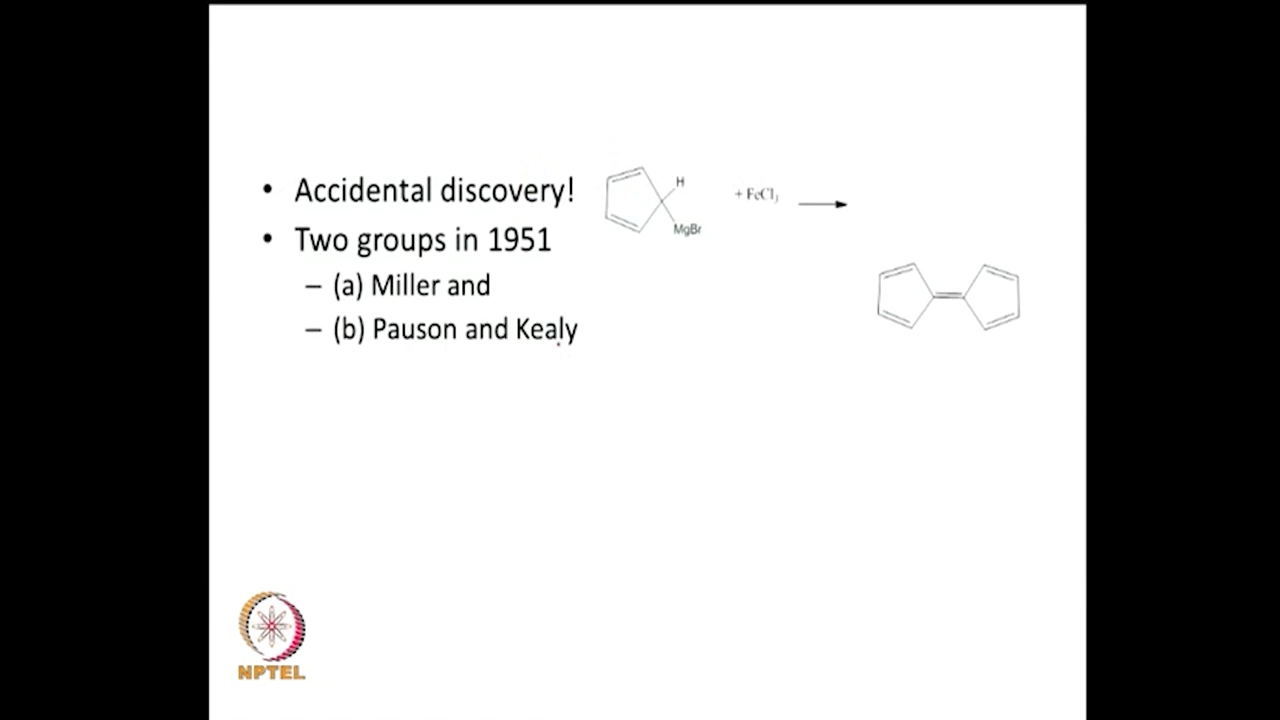 • Accidental discovery!
H
+ FeCl₃
MgBr
• Two groups in 1951
– (a) Miller and
– (b) Pauson and Kealy
NPTEL